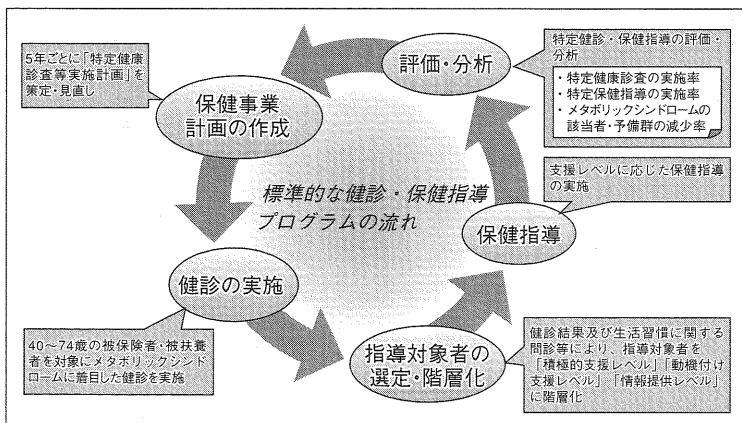 標準的な健診・保健指導
プログラムの流れ
保健事業
計画の作成
5年ごとに「特定健康
診査等実施計画」を
策定・見直し
健診の実施
40〜74歳の被保険者・被扶養
者を対象にメタボリックシンド
ロームに着目した健診を実施
指導対象者の
選定・階層化
健診結果及び生活習慣に関する
問診等により、指導対象者を
「積極的支援レベル」「動機付け
支援レベル」「情報提供レベル」
に階層化
保健指導
支援レベルに応じた保健指導
の実施
評価・分析
特定健診・保健指導の評価・
分析
・特定健康診査の実施率
・特定保健指導の実施率
・メタボリックシンドロームの
該当者・予備群の減少率